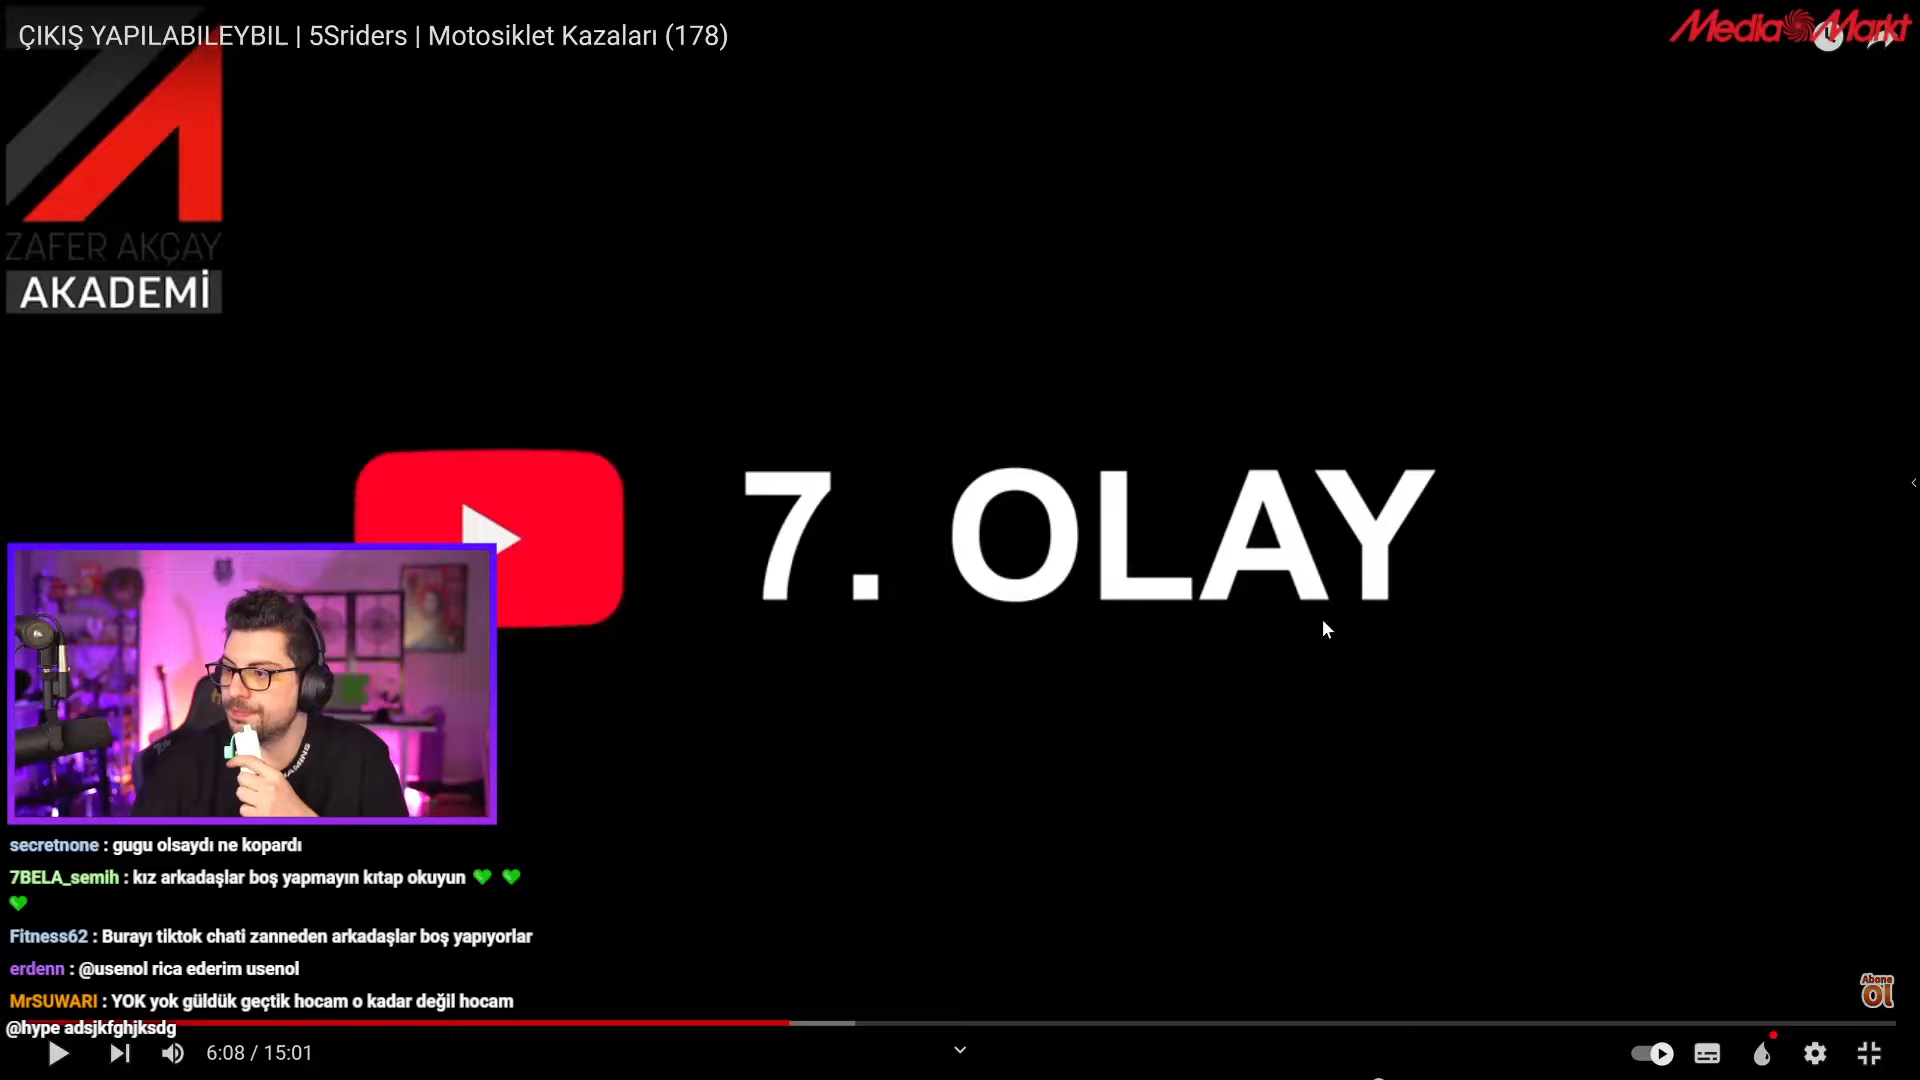 ÇIKIŞ YAPILABILEYBIL | 5Sriders | Motosiklet Kazaları (178)
Media Markt
ZAFER AKÇAY
AKADEMİ
7. OLAY
secretnone : gugu olsaydı ne kopardı
7BELA_semih : kız arkadaşlar boş yapmayın kıtap okuyun
Fitness62 : Burayı tiktok chati zanneden arkadaşlar boş yapıyorlar
erdenn : @usenol rica ederim usenol
MrSUWARI : YOK yok güldük geçtik hocam o kadar değil hocam
@hype adsjkfghjksdg
Abone
Ol
6:08 / 15:01